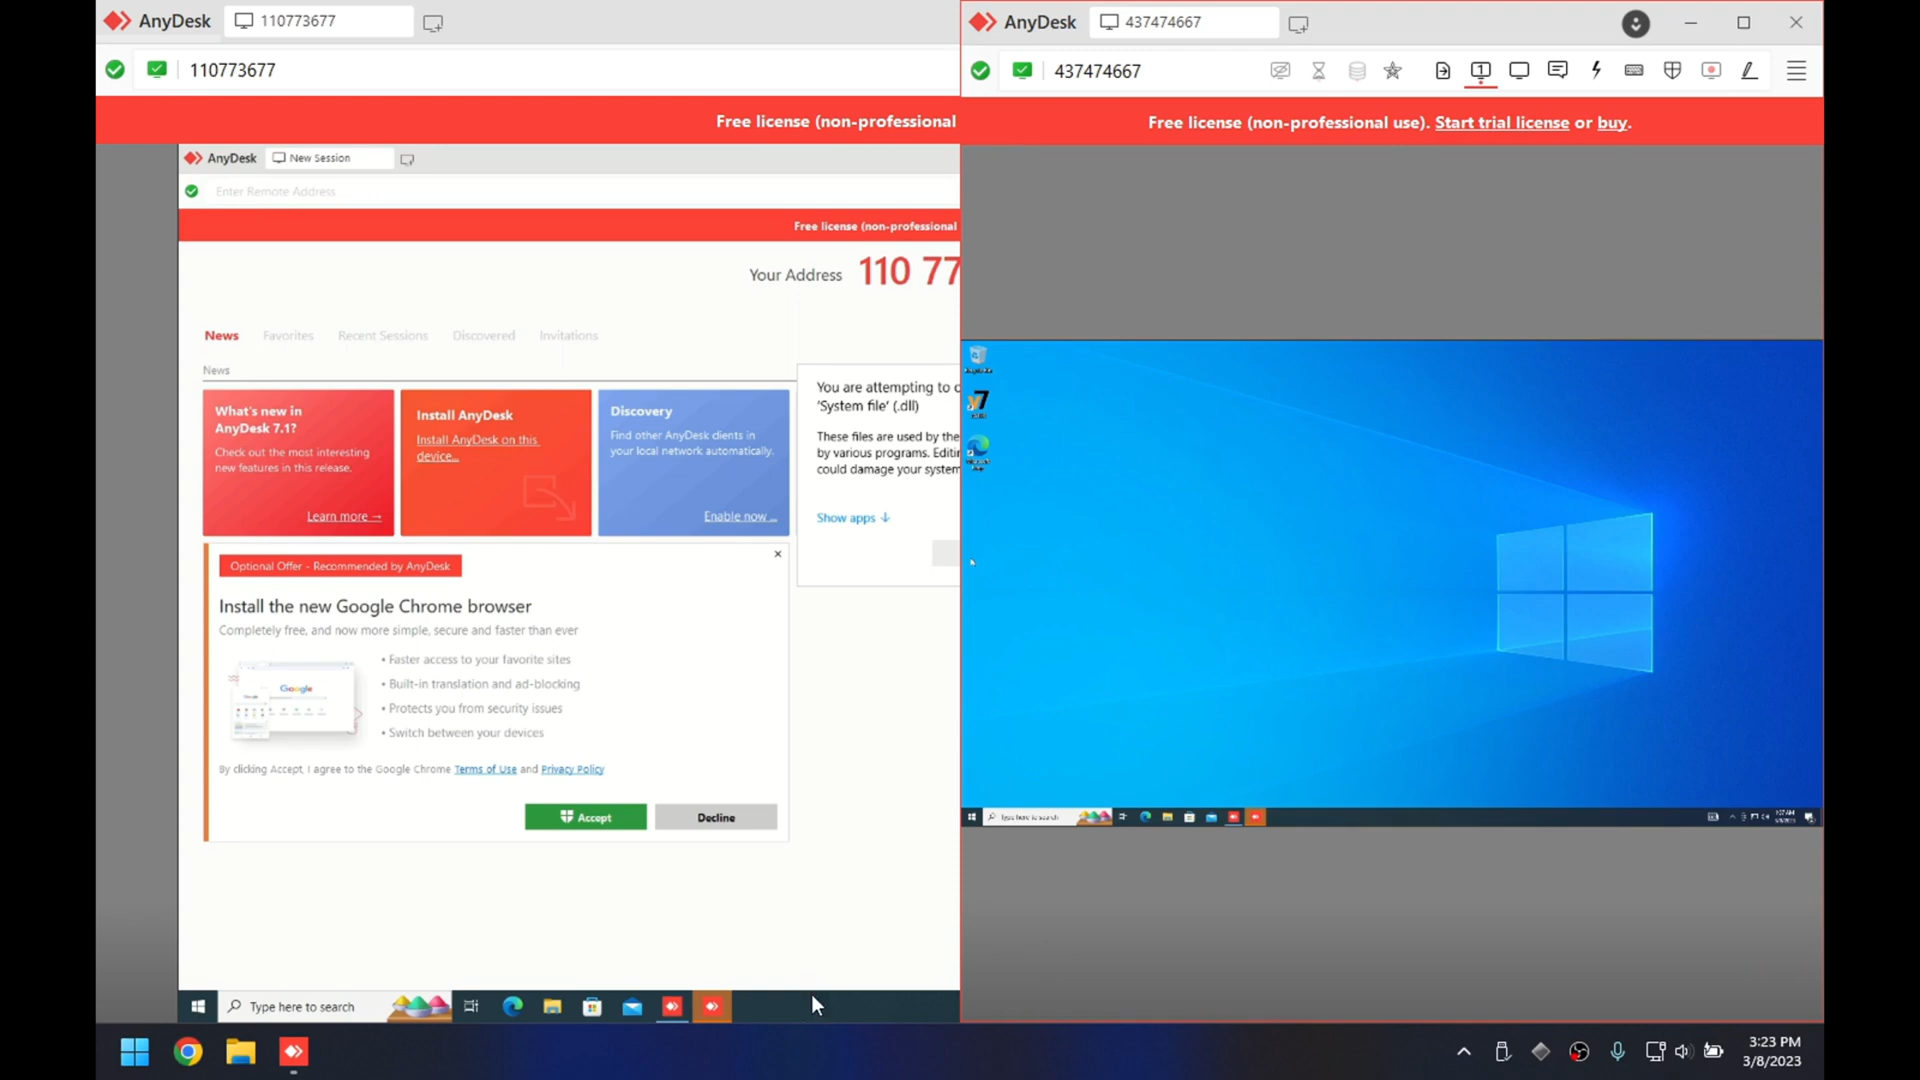 AnyDesk
110773677
110773677
Free license (non-professional
AnyDesk
New Session
Enter Remote Address
Free license (non-professional
Your Address 110 77
News
Favorites
Recent Sessions
Discovered
Invitations
News
What's new in
AnyDesk 7.1?
Check out the most interesting
new features in this release.
Learn more →
Install AnyDesk
Install AnyDesk on this
device...
Discovery
Find other AnyDesk clients in
your local network automatically.
Enable now ...
You are attempting to
'System file' (.dll)
These files are used by the
by various programs.
could damage your system
Show apps ↓
Optional Offer - Recommended by AnyDesk
Install the new Google Chrome browser
Completely free, and now more simple, secure and faster than ever
Google
• Faster access to your favorite sites
• Built-in translation and ad-blocking
• Protects you from security issues
• Switch between your devices
By clicking Accept, I agree to the Google Chrome Terms of Use and Privacy Policy
Accept
Decline
Type here to search
AnyDesk
437474667
437474667
1
Free license (non-professional use). Start trial license or buy.
Type here to search
3:23 PM
3/8/2023